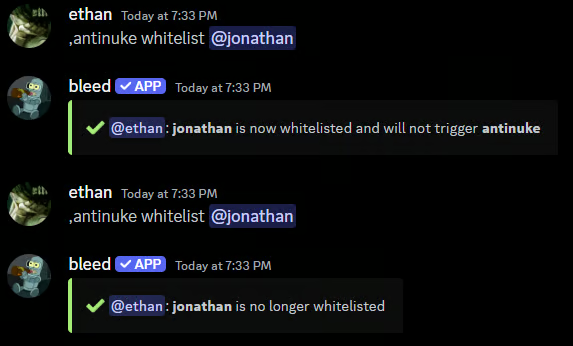 ethan Today at 7:33 PM
,antinuke whitelist @jonathan
bleed ✓ APP Today at 7:33 PM
@ethan: jonathan is now whitelisted and will not trigger antinuke
ethan Today at 7:33 PM
,antinuke whitelist @jonathan
bleed ✓ APP Today at 7:33 PM
@ethan: jonathan is no longer whitelisted